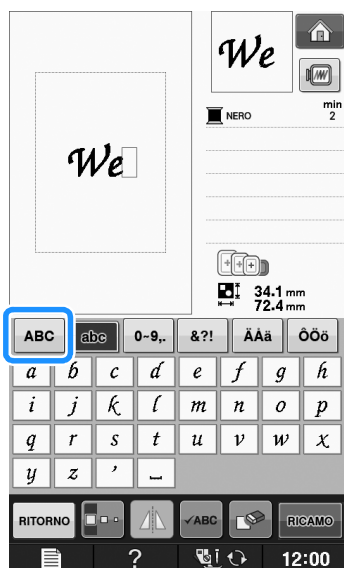 We
min
NERO 2
We
34.1 mm
72.4 mm
ABC abc 0~9,. &?! ÄÅä ÔÖö
a b c d e f g h
i j k l m n o p
q r s t u v w x
y z ’ ˽
RITORNO ✓ABC RICAMO
? 12:00